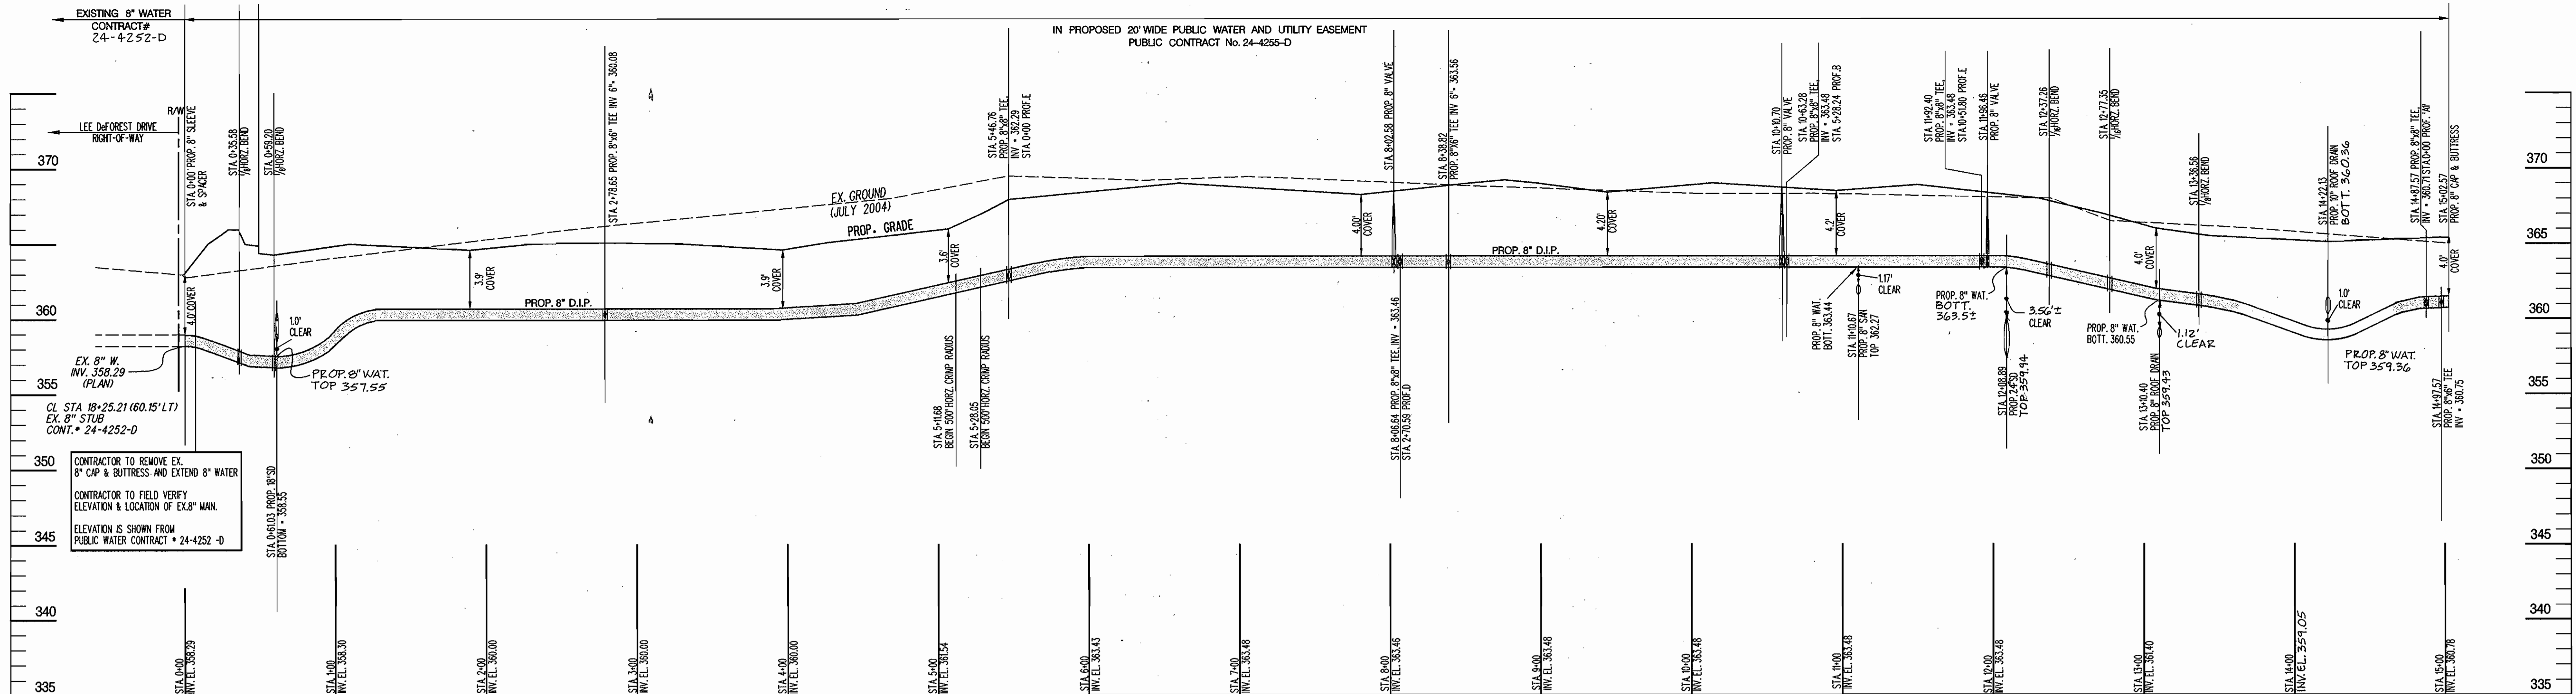 EXISTING 8" WATER
CONTRACT#
24-4252-D
IN PROPOSED 20' WIDE PUBLIC WATER AND UTILITY EASEMENT
PUBLIC CONTRACT No. 24-4255-D
R/W
LEE DeFOREST DRIVE
RIGHT-OF-WAY
STA. 0+00 PROP. 8" SLEEVE
& SPACER
STA. 0+35.58
1/8 HORZ. BEND
STA. 0+59.20
1/8 HORZ. BEND
STA. 2+78.65 PROP. 8"x6" TEE INV 6"= 360.08
STA. 5+46.76
PROP. 8"x8" TEE,
INV = 362.29
STA. 0+00 PROF. E
STA. 8+02.58 PROP. 8" VALVE
STA. 8+38.82
PROP. 8"X6" TEE INV 6"= 363.56
STA. 10+10.70
PROP. 8" VALVE
STA. 10+63.28
PROP. 8"x8" TEE,
INV = 363.48
STA. 5+28.24 PROF. B
STA. 11+92.40
PROP. 8"x8" TEE,
INV = 363.48
STA. 10+51.80 PROF. E
STA. 11+96.46
PROP. 8" VALVE
STA. 12+37.26
1/16 HORZ. BEND
STA. 12+77.35
1/16 HORZ. BEND
STA. 13+36.56
1/8 HORZ. BEND
STA. 14+22.13
PROP. 10" ROOF DRAIN
BOTT. 360.36
STA. 14+87.57 PROP. 8"x8" TEE,
INV = 360.71 STA. 0+00 PROF. 'A'
STA. 15+02.57
PROP. 8" CAP & BUTTRESS
370
365
360
355
350
345
340
335
370
365
360
355
350
345
340
335
EX. GROUND
(JULY 2004)
PROP. GRADE
4.0' COVER
3.9'
COVER
3.9'
COVER
3.6'
COVER
4.00'
COVER
4.20'
COVER
4.2'
COVER
4.0'
COVER
4.0'
COVER
PROP. 8" D.I.P.
PROP. 8" D.I.P.
1.0'
CLEAR
PROP. 8" WAT.
TOP 357.55
EX. 8" W.
INV. 358.29
(PLAN)
CL STA 18+25.21 (60.15' LT)
EX. 8" STUB
CONT.# 24-4252-D
CONTRACTOR TO REMOVE EX.
8" CAP & BUTTRESS AND EXTEND 8" WATER
CONTRACTOR TO FIELD VERIFY
ELEVATION & LOCATION OF EX.8" MAIN.
ELEVATION IS SHOWN FROM
PUBLIC WATER CONTRACT # 24-4252 -D
STA. 0+61.03 PROP. 18" SD
BOTTOM = 358.55
STA. 5+11.68
BEGIN 500' HORZ. CRIMP RADIUS
STA. 5+28.05
BEGIN 500' HORZ. CRIMP RADIUS
STA. 8+06.64 PROP. 8"x8" TEE, INV = 363.46
STA. 2+70.59 PROF. D
PROP. 8" WAT.
BOTT. 363.44
STA. 11+10.67
PROP. 8" SAN
TOP 362.27
1.17'
CLEAR
PROP. 8" WAT.
BOTT.
363.5±
3.56'±
CLEAR
STA. 12+08.89
PROP. 24" SD
TOP 359.94
PROP. 8" WAT.
BOTT. 360.55
1.12'
CLEAR
STA. 13+10.40
PROP. 8" ROOF DRAIN
TOP 359.43
1.0'
CLEAR
PROP. 8" WAT.
TOP 359.36
STA. 14+97.57
PROP. 8"x6" TEE
INV = 360.75
STA. 0+00
INV. EL. 358.29
STA. 1+00
INV. EL. 358.30
STA. 2+00
INV. EL. 360.00
STA. 3+00
INV. EL. 360.00
STA. 4+00
INV. EL. 360.00
STA. 5+00
INV. EL. 361.54
STA. 6+00
INV. EL. 363.43
STA. 7+00
INV. EL. 363.48
STA. 8+00
INV. EL. 363.46
STA. 9+00
INV. EL. 363.48
STA. 10+00
INV. EL. 363.48
STA. 11+00
INV. EL. 363.48
STA. 12+00
INV. EL. 363.48
STA. 13+00
INV. EL. 361.40
STA. 14+00
INV. EL. 359.05
STA. 15+00
INV. EL. 360.78